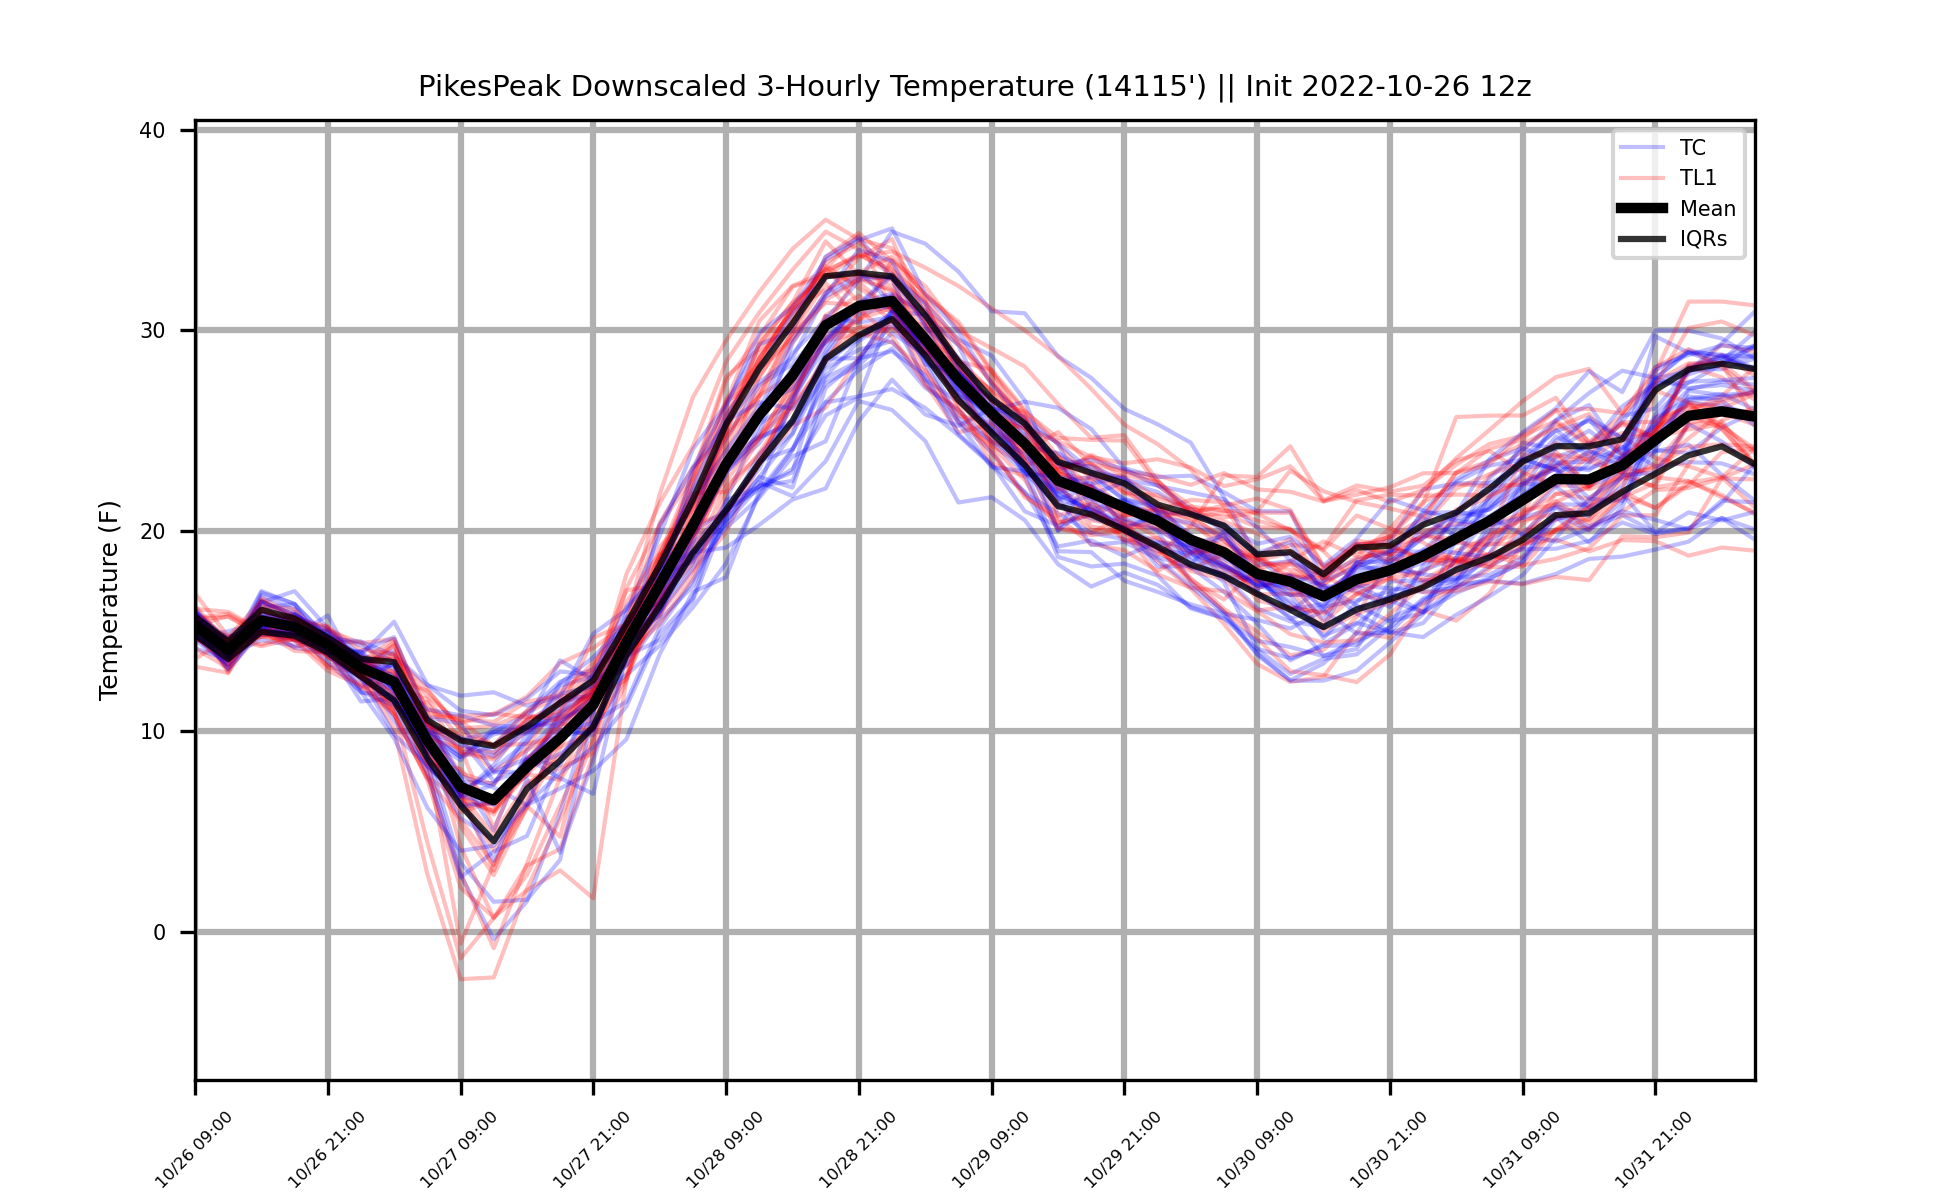 PikesPeak Downscaled 3-Hourly Temperature (14115') || Init 2022-10-26 12z
TC
TL1
Mean
IQRs
Temperature (F)
40
30
20
10
0
10/26 09:00
10/26 21:00
10/27 09:00
10/27 21:00
10/28 09:00
10/28 21:00
10/29 09:00
10/29 21:00
10/30 09:00
10/30 21:00
10/31 09:00
10/31 21:00